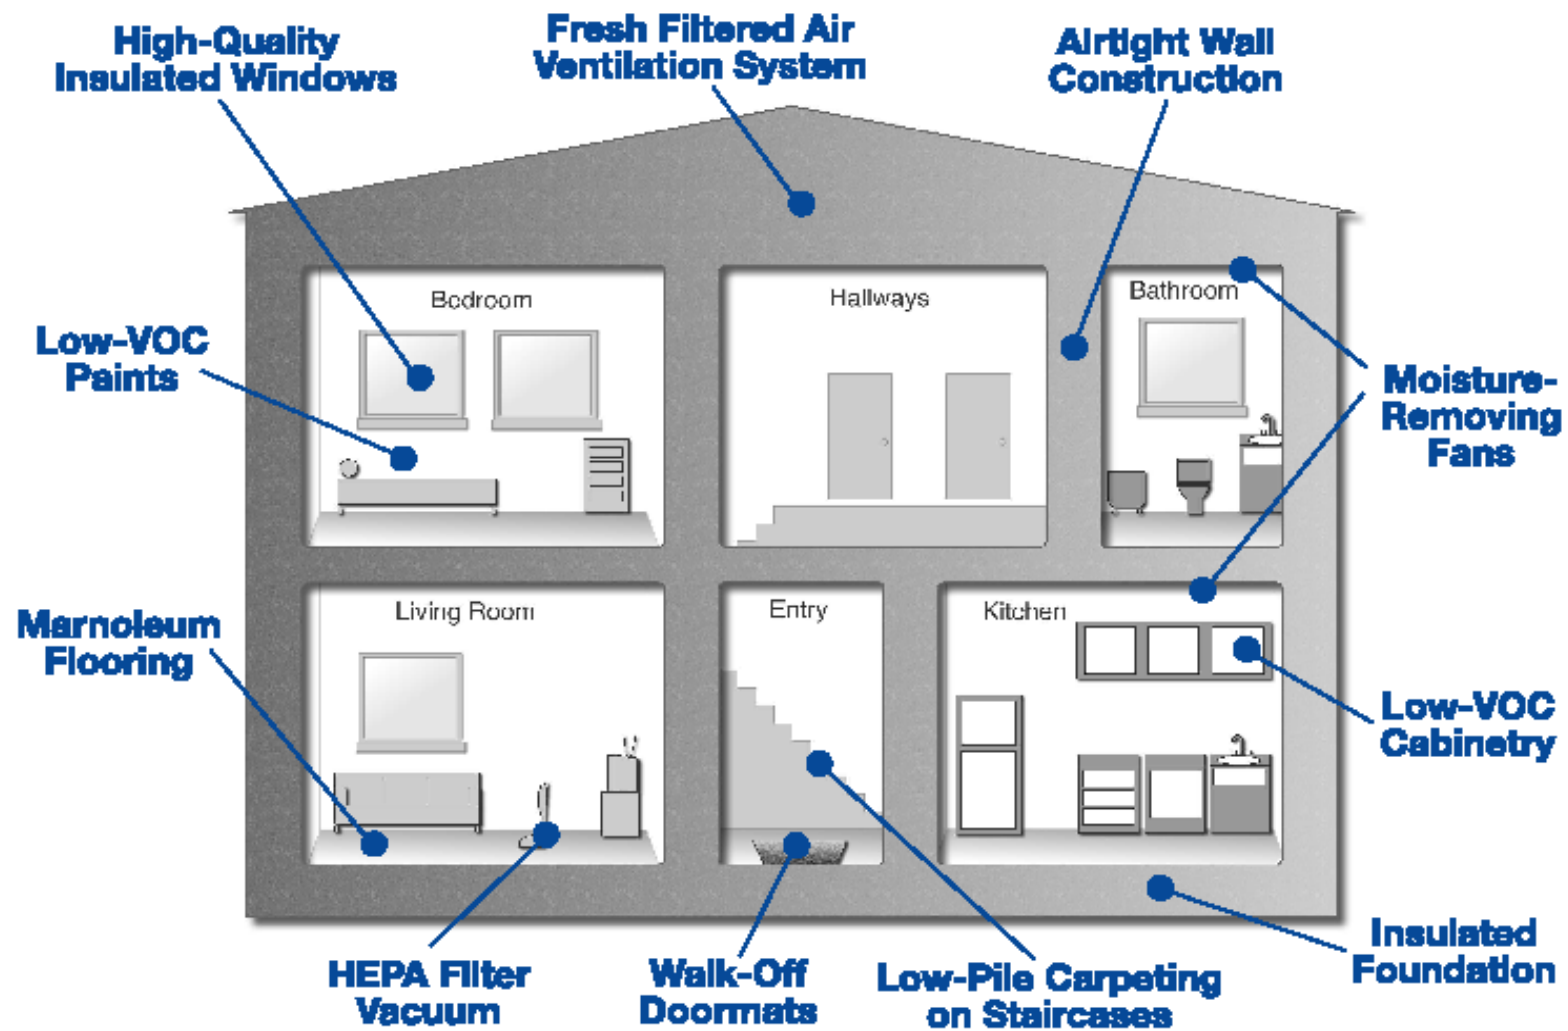 High-Quality
Insulated Windows
Fresh Filtered Air
Ventilation System
Airtight Wall
Construction
Bedroom
Hallways
Bathroom
Low-VOC
Paints
Moisture-
Removing
Fans
Living Room
Entry
Kitchen
Marnoleum
Flooring
Low-VOC
Cabinetry
HEPA Filter
Vacuum
Walk-Off
Doormats
Low-Pile Carpeting
on Staircases
Insulated
Foundation